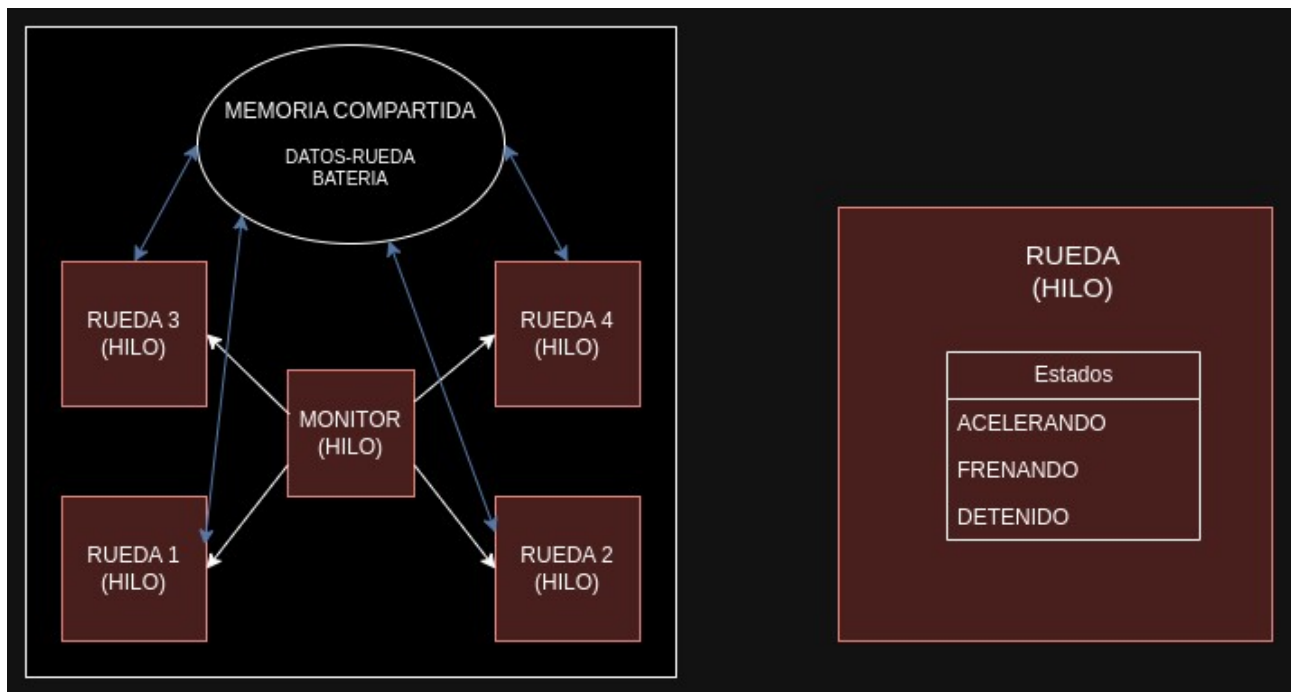 MEMORIA COMPARTIDA
DATOS-RUEDA
BATERIA
RUEDA 3
(HILO)
RUEDA 4
(HILO)
MONITOR
(HILO)
RUEDA 1
(HILO)
RUEDA 2
(HILO)
RUEDA
(HILO)
Estados
ACELERANDO
FRENANDO
DETENIDO